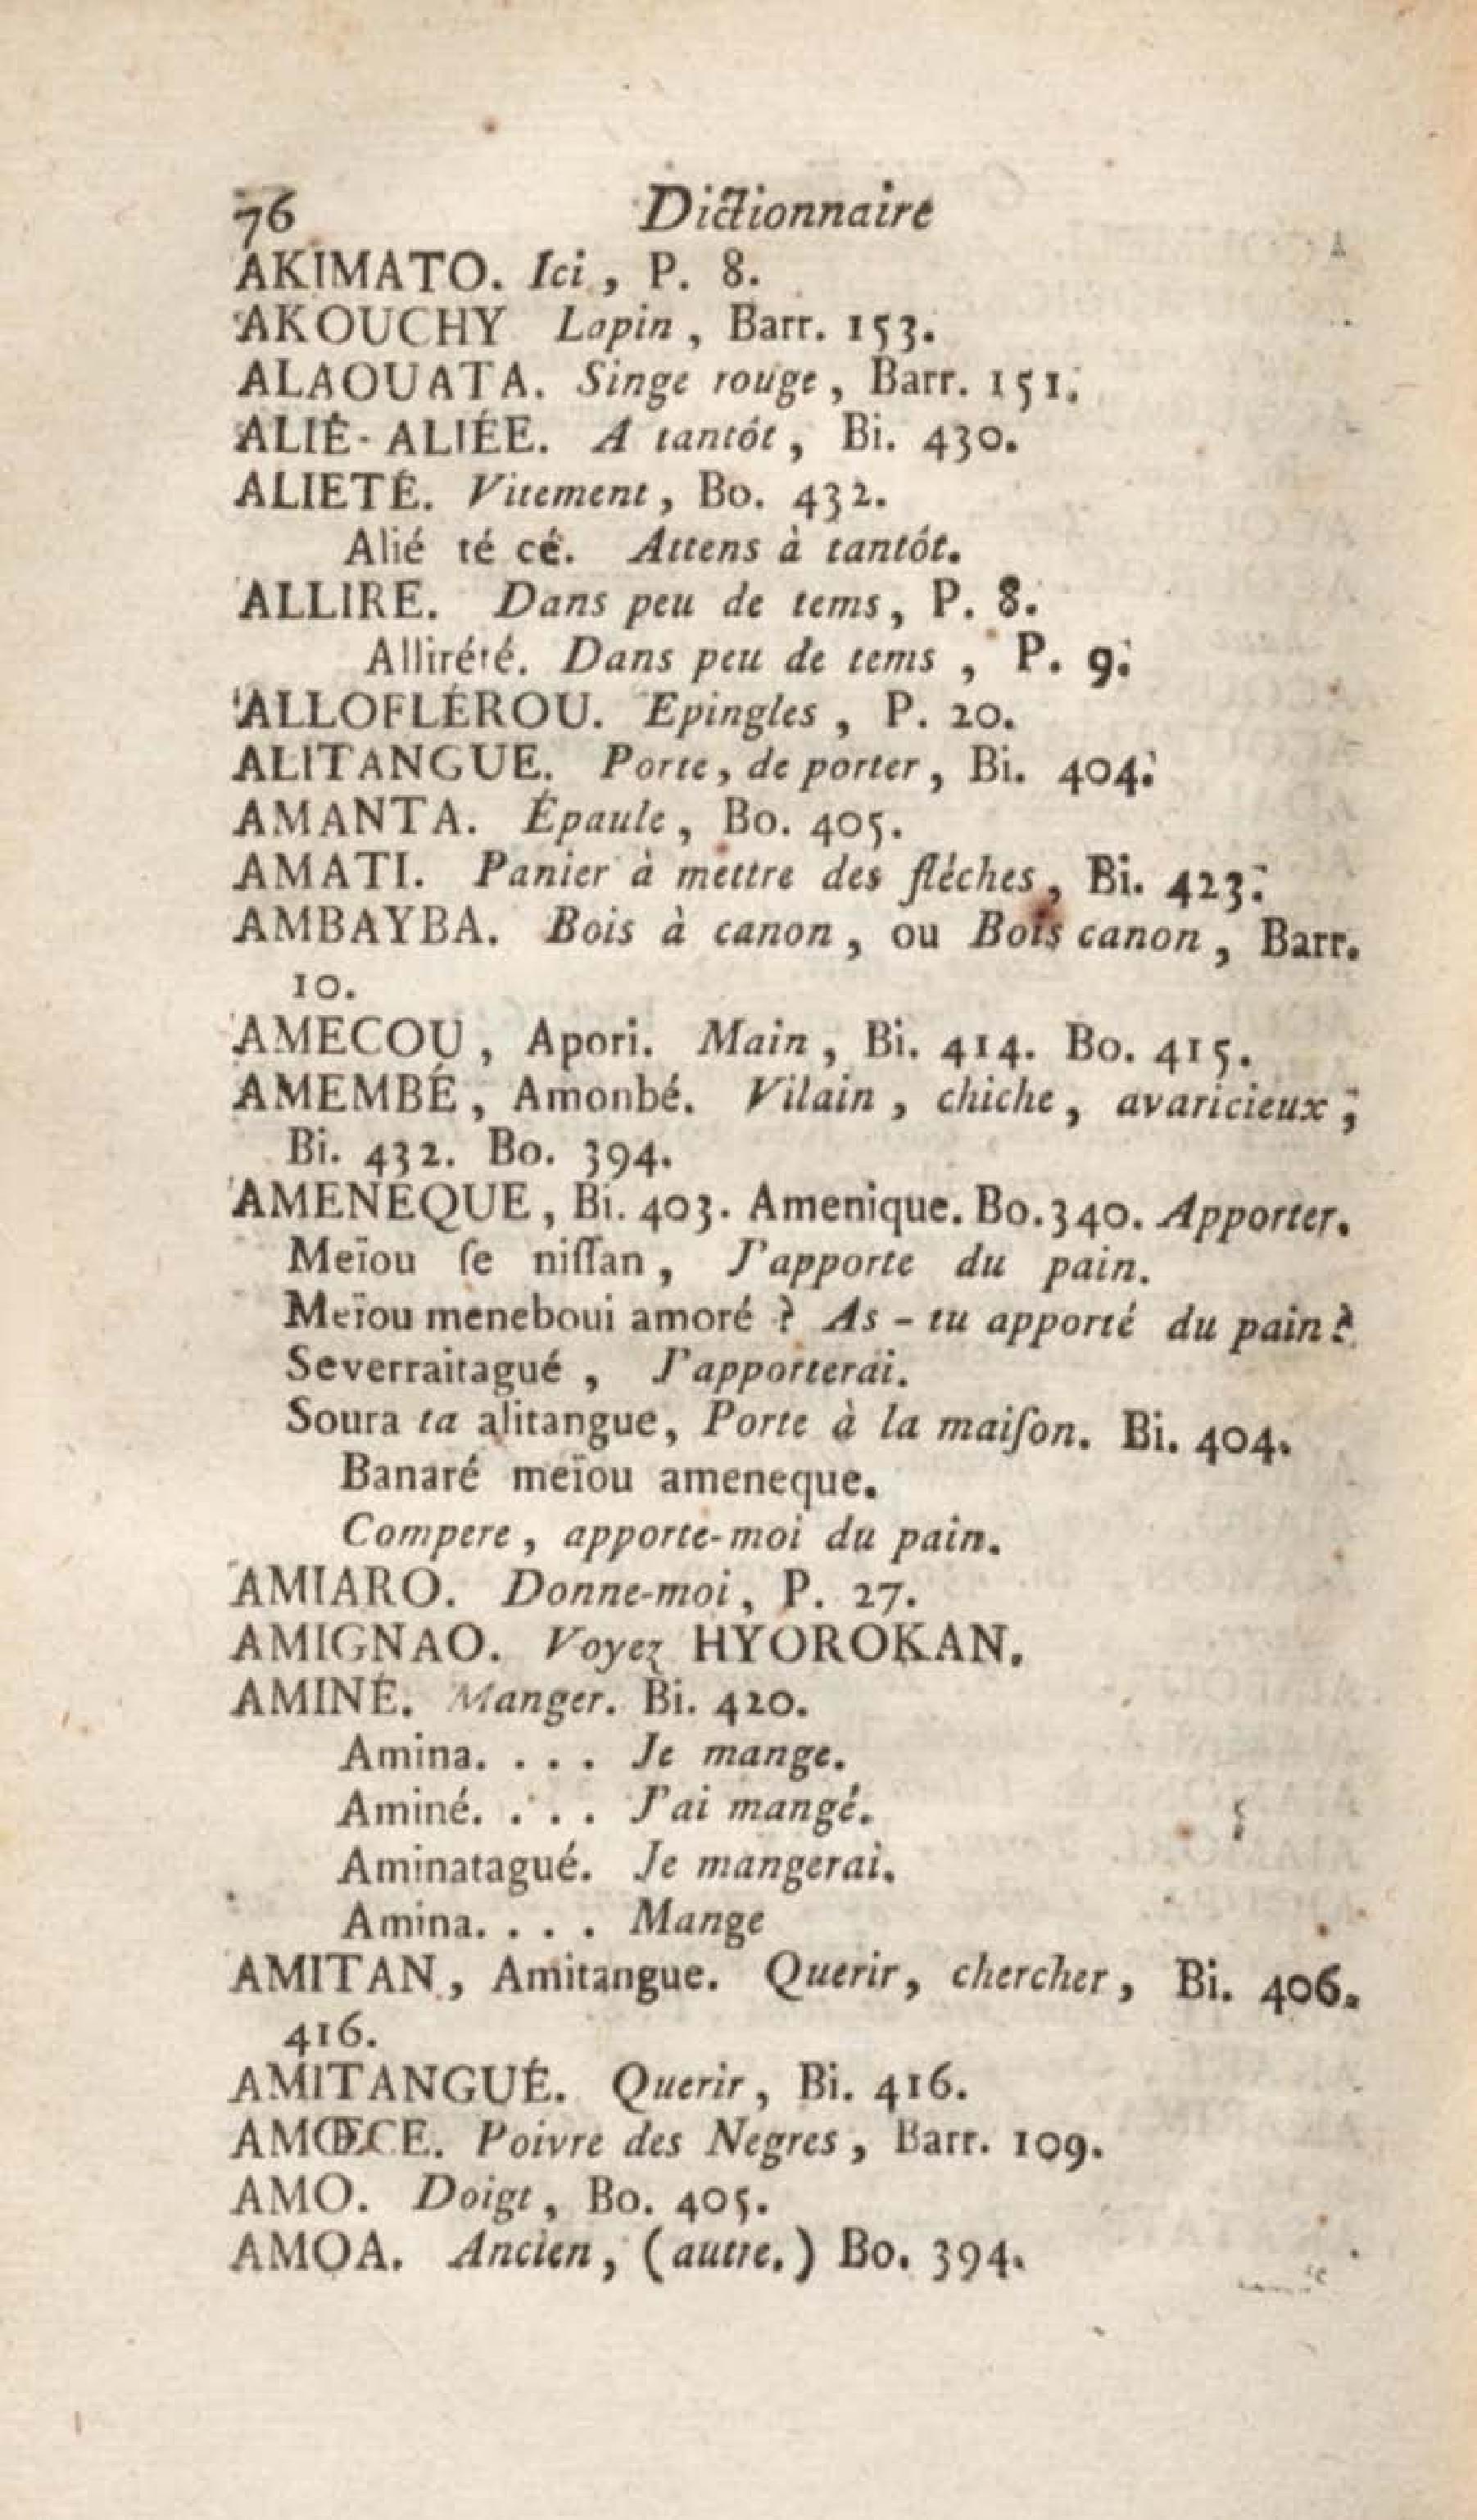 76 Dictionnaire
AKIMATO. Ici, P. 8.
AKOUCHY Lapin, Barr. 153.
ALAOUATA. Singe rouge, Barr. 151.
ALIÉ-ALIÉE. A tantôt, Bi. 430.
ALIETÉ. Vitement, Bo. 432.
Alié té cé. Attens à tantôt.
ALLIRE. Dans peu de tems, P. 8.
Allirété. Dans peu de tems, P. 9.
ALLOFLÉROU. Epingles, P. 20.
ALITANGUE. Porte, de porter, Bi. 404.
AMANTA. Épaule, Bo. 405.
AMATI. Panier à mettre des fléches, Bi. 423.
AMBAYBA. Bois à canon, ou Bois canon, Barr.
10.
AMECOU, Apori. Main, Bi. 414. Bo. 415.
AMEMBÉ, Amonbé. Vilain, chiche, avaricieux;
Bi. 432. Bo. 394.
AMENEQUE, Bi. 403. Amenique. Bo. 340. Apporter.
Meïou ſe niſſan, J'apporte du pain.
Meïou meneboui amoré ? As-tu apporté du pain ?
Severraitagué, J'apporterai.
Soura ta alitangue, Porte à la maiſon. Bi. 404.
Banaré meïou ameneque.
Compere, apporte-moi du pain.
AMIARO. Donne-moi, P. 27.
AMIGNAO. Voyez HYOROKAN.
AMINÉ. Manger. Bi. 420.
Amina. . . . Je mange.
Aminé. . . . J'ai mangé.
Aminatagué. Je mangerai.
Amina. . . . Mange
AMITAN, Amitangue. Querir, chercher, Bi. 406.
416.
AMITANGUÉ. Querir, Bi. 416.
AMŒCE. Poivre des Negres, Barr. 109.
AMO. Doigt, Bo. 405.
AMOA. Ancien, (autre.) Bo. 394.